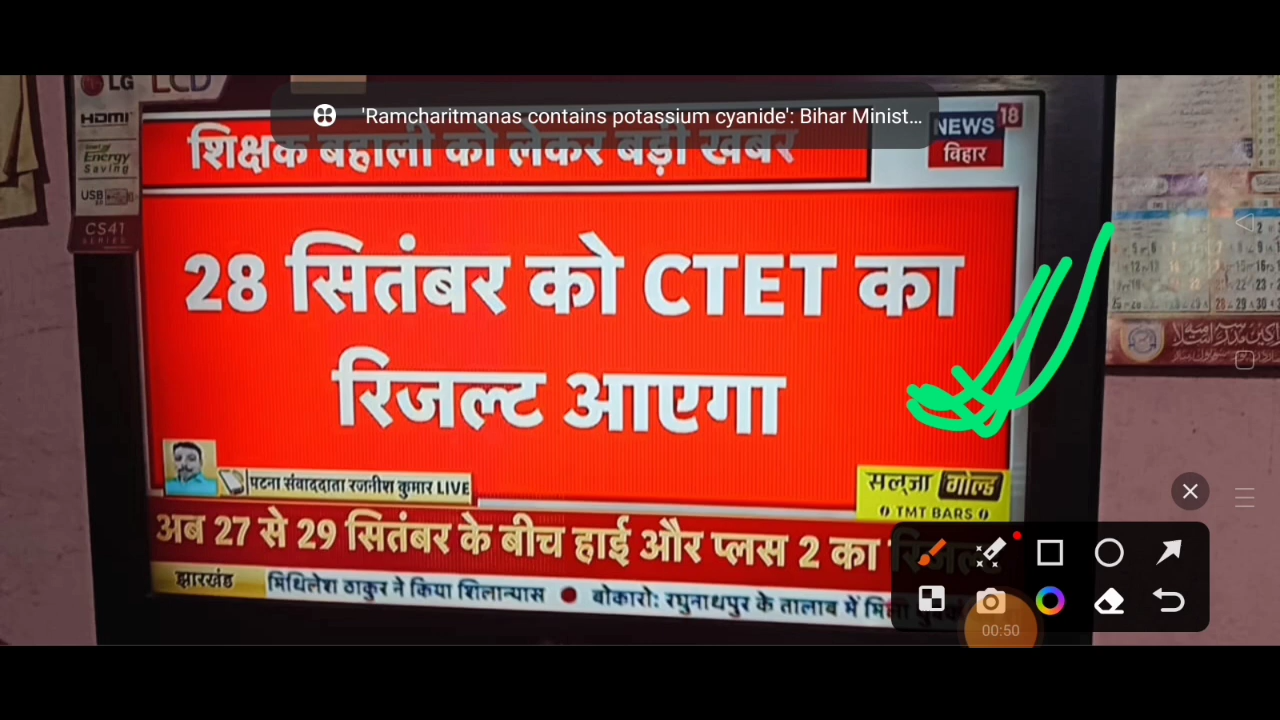 LG LCD
HDMI
Energy
Saving
USB
CS41
SERIES
'Ramcharitmanas contains potassium cyanide': Bihar Minist...
शिक्षक बहाली को लेकर बड़ी खबर
NEWS 18
बिहार
28 सितंबर को CTET का
रिजल्ट आएगा
पटना संवाददाता रजनीश कुमार LIVE
सलूजा गोल्ड
TMT BARS
अब 27 से 29 सितंबर के बीच हाई और प्लस 2 का
झारखंड
मिथिलेश ठाकुर ने किया शिलान्यास
बोकारो: रघुनाथपुर के तालाब में
00:50